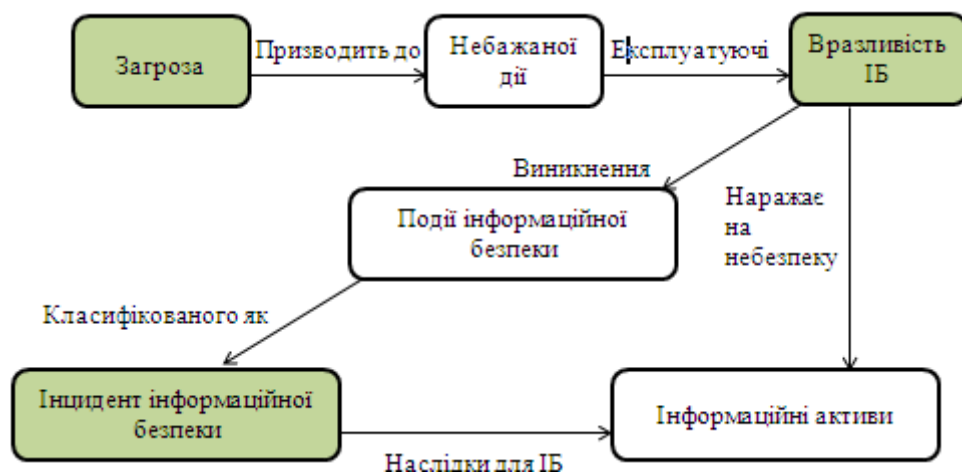 Загроза
Призводить до
Небажаної
дії
Експлуатуючі
Вразливість
ІБ
Виникнення
Події інформаційної
безпеки
Наражає
на
небезпеку
Класифікованого як
Інцидент інформаційної
безпеки
Наслідки для ІБ
Інформаційні активи